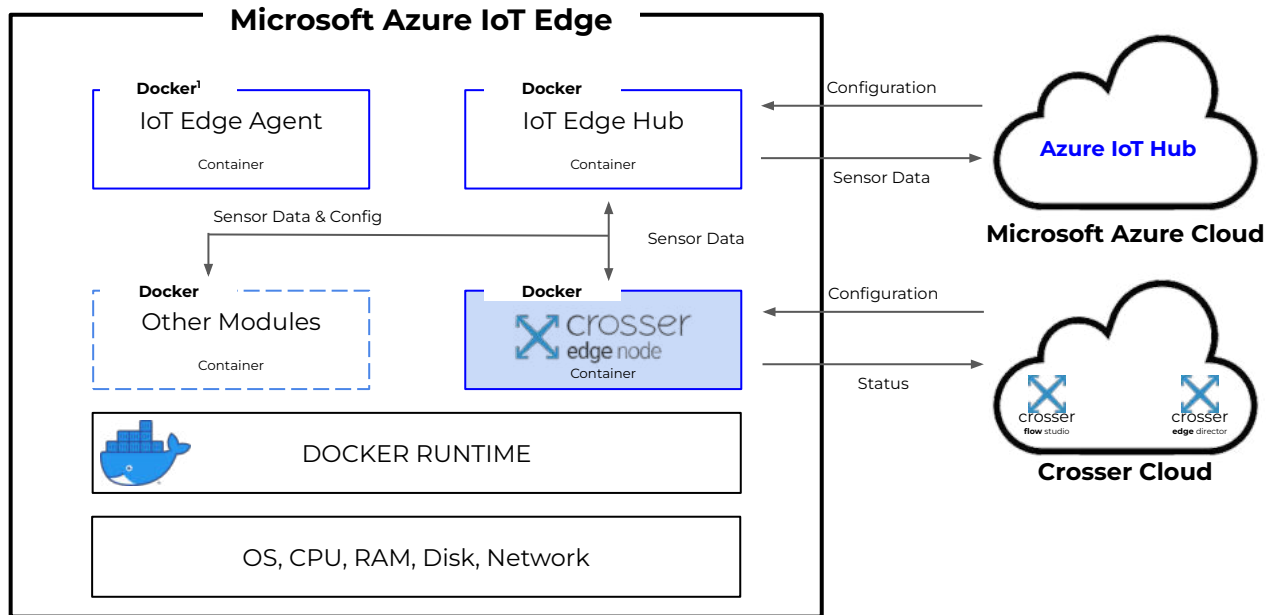 Microsoft Azure IoT Edge
Docker¹
IoT Edge Agent
Container
Docker
IoT Edge Hub
Container
Configuration
Sensor Data
Azure IoT Hub
Microsoft Azure Cloud
Sensor Data & Config
Sensor Data
Docker
Other Modules
Container
Docker
crosser
edge node
Container
Configuration
Status
crosser
flow studio
crosser
edge director
Crosser Cloud
DOCKER RUNTIME
OS, CPU, RAM, Disk, Network